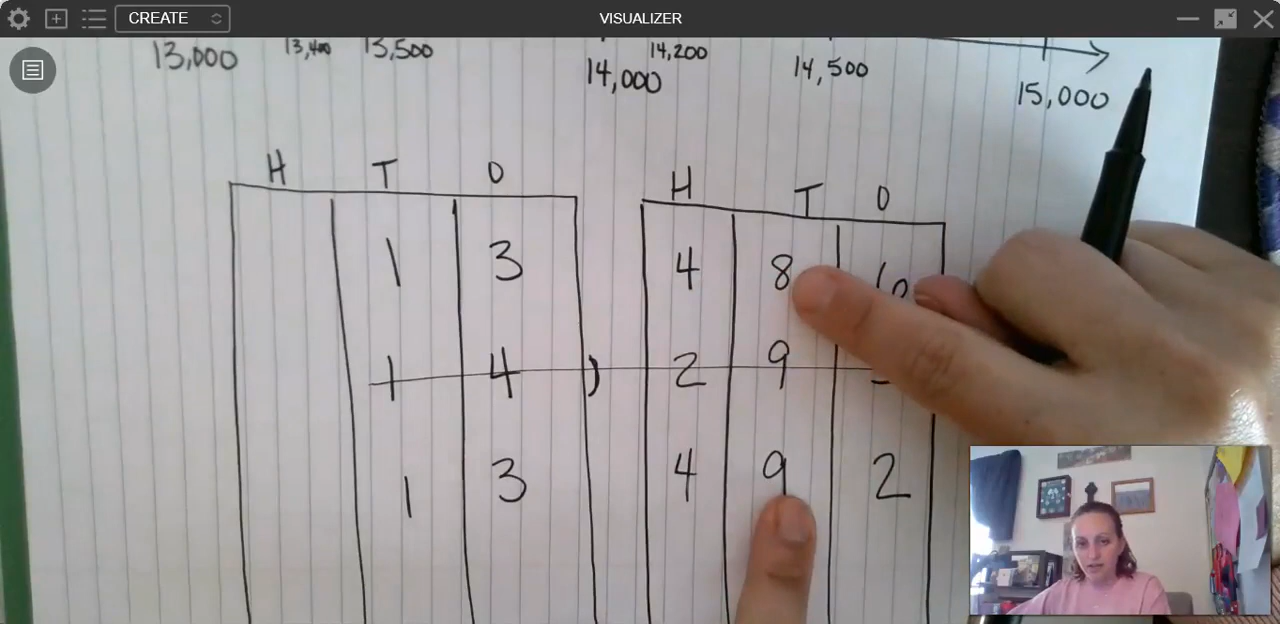 CREATE
VISUALIZER
13,000 13,400 13,500 14,000 14,200 14,500 15,000
H T O H T O
1 3 4 8 6
1 4 , 2 9
1 3 4 9 2